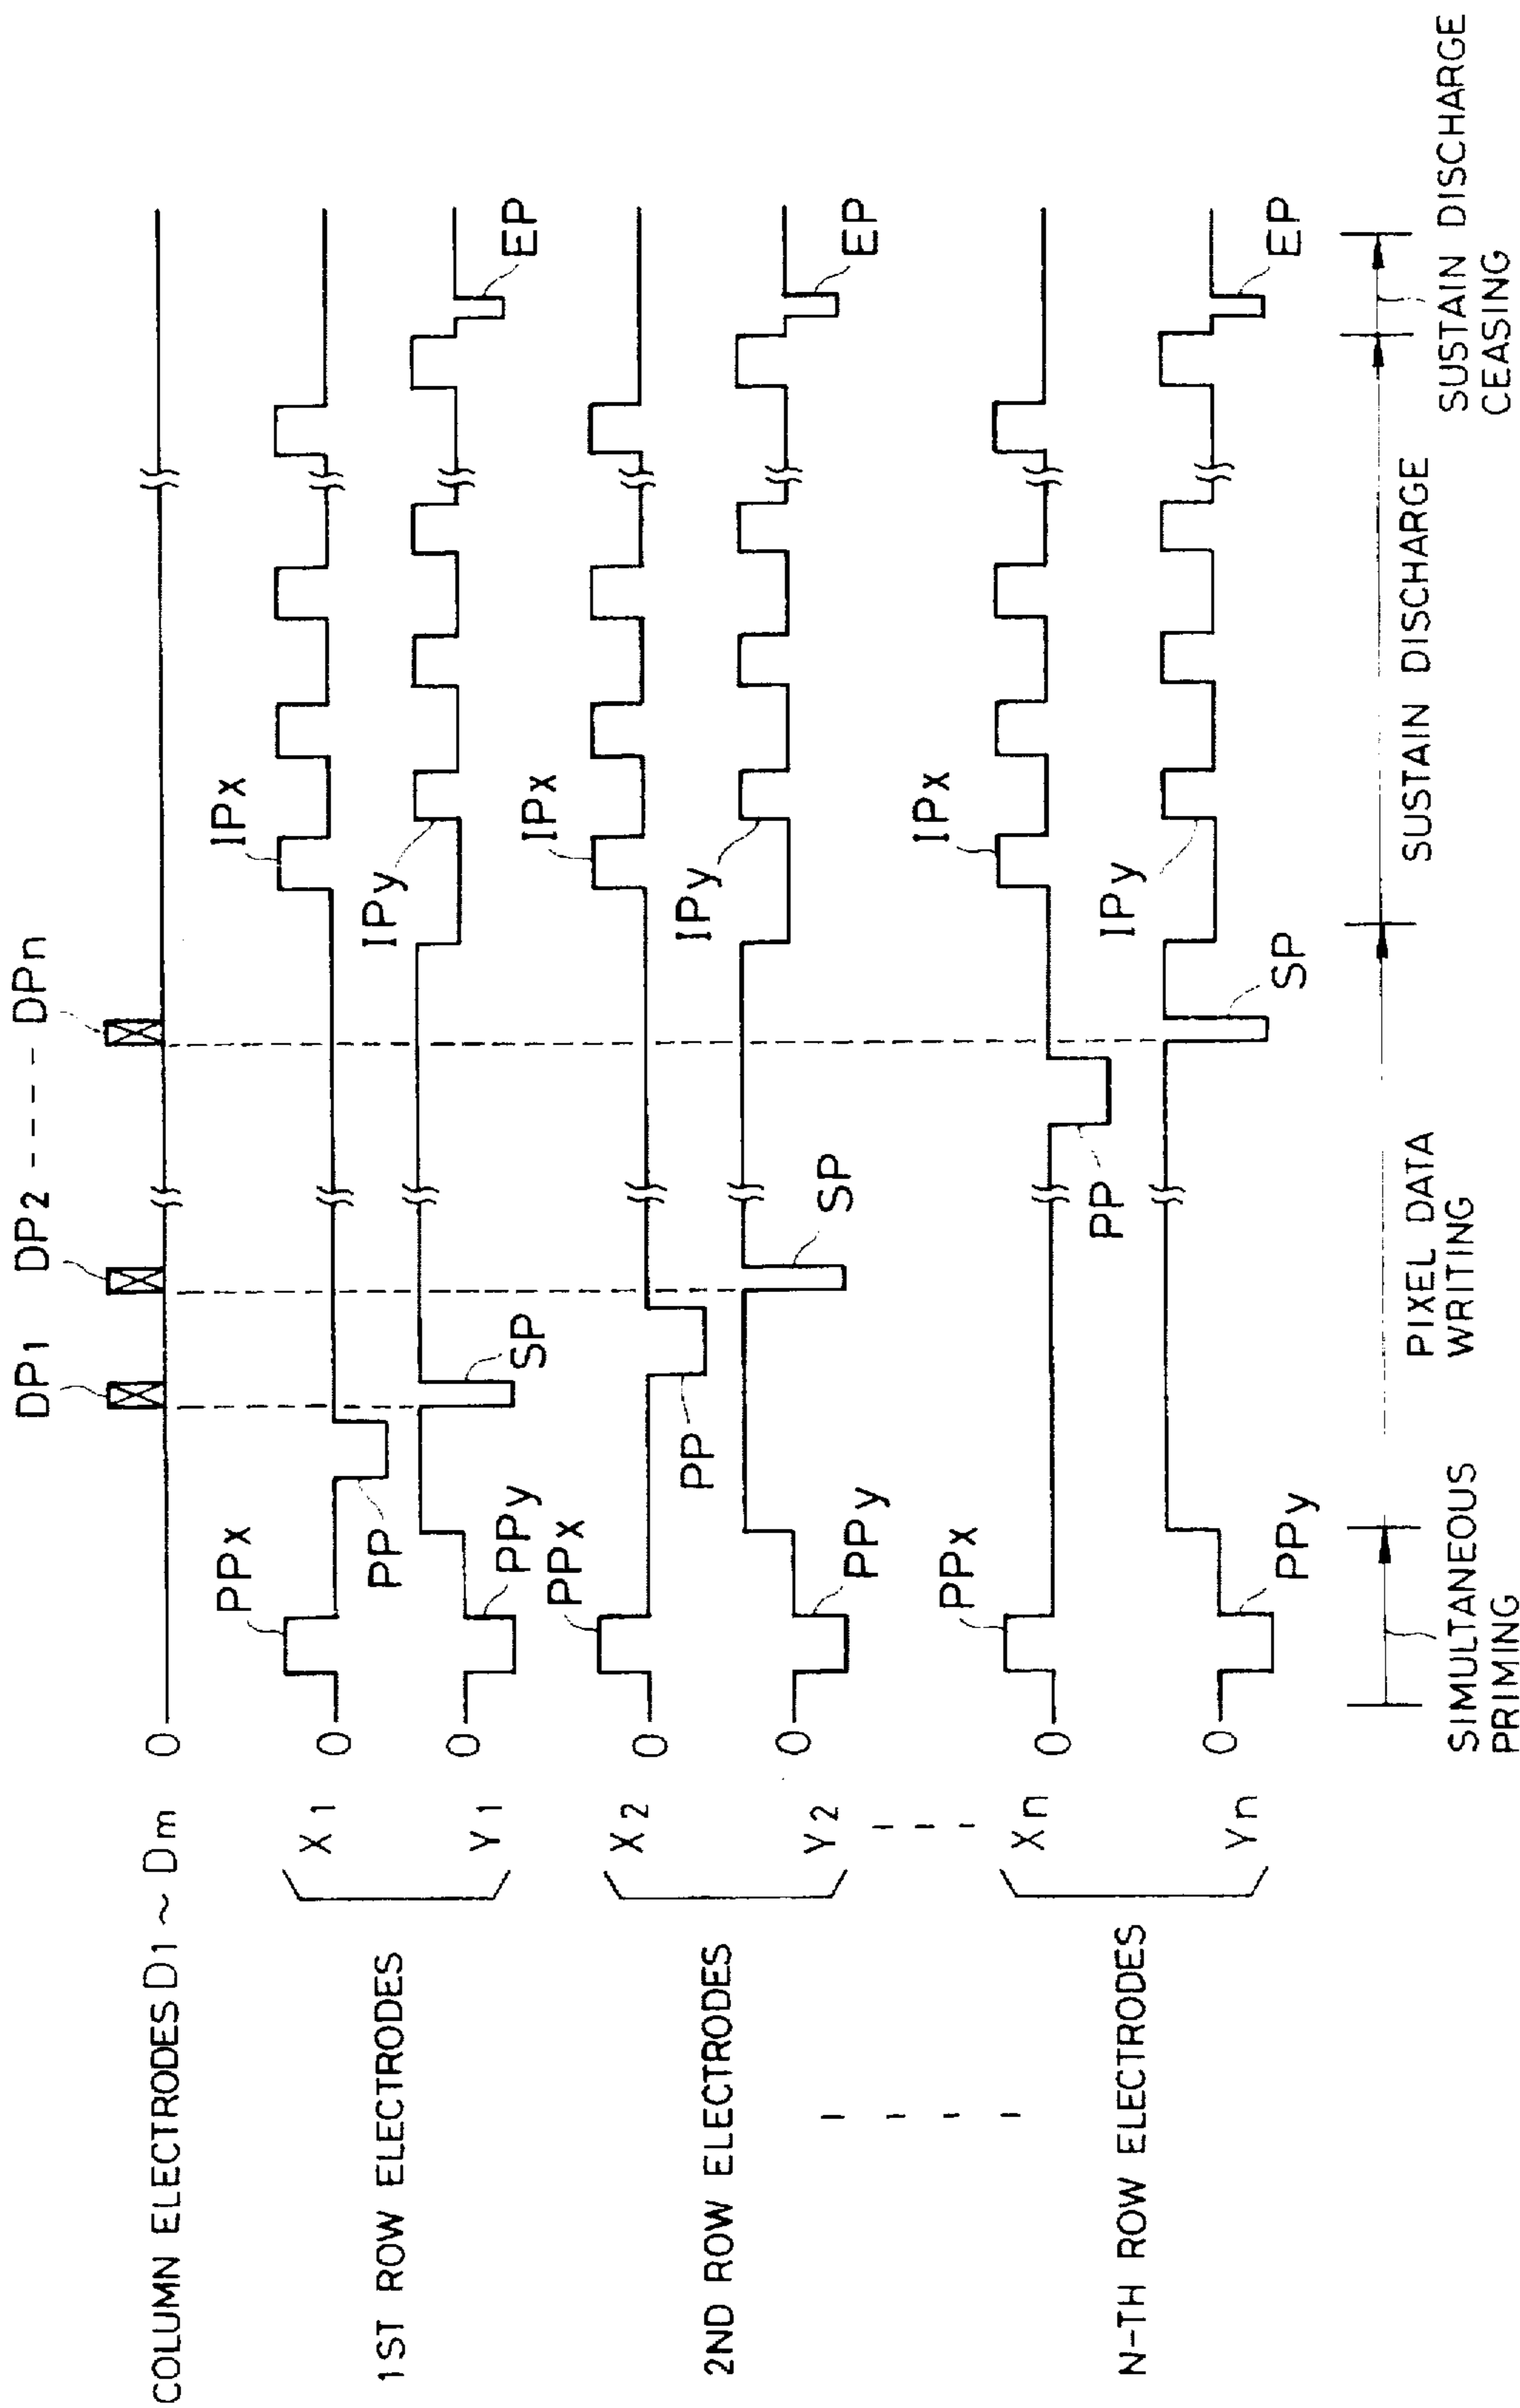 DP1 DP2 ---- DPn
COLUMN ELECTRODES D1 ~ Dm 0
PPx IPx
1ST ROW ELECTRODES X1 0
PP IPy
Y1 0
PPy SP EP
PPx IPx
2ND ROW ELECTRODES X2 0
PP IPy
Y2 0
PPy SP EP
PPx IPx
N-TH ROW ELECTRODES Xn 0
PP IPy
Yn 0
PPy SP EP
SIMULTANEOUS PRIMING
PIXEL DATA WRITING
SUSTAIN DISCHARGE
SUSTAIN DISCHARGE CEASING